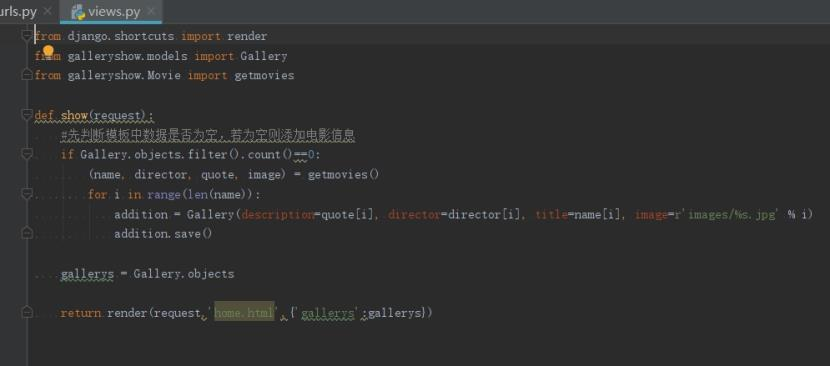 urls.py × views.py ×
from django.shortcuts import render
from galleryshow.models import Gallery
from galleryshow.Movie import getmovies
def show(request):
#先判断模板中数据是否为空，若为空则添加电影信息
if Gallery.objects.filter().count()==0:
(name, director, quote, image) = getmovies()
for i in range(len(name)):
addition = Gallery(description=quote[i], director=director[i], title=name[i], image=r'images/%s.jpg' % i)
addition.save()
gallerys = Gallery.objects
return render(request,'home.html',{'gallerys':gallerys})